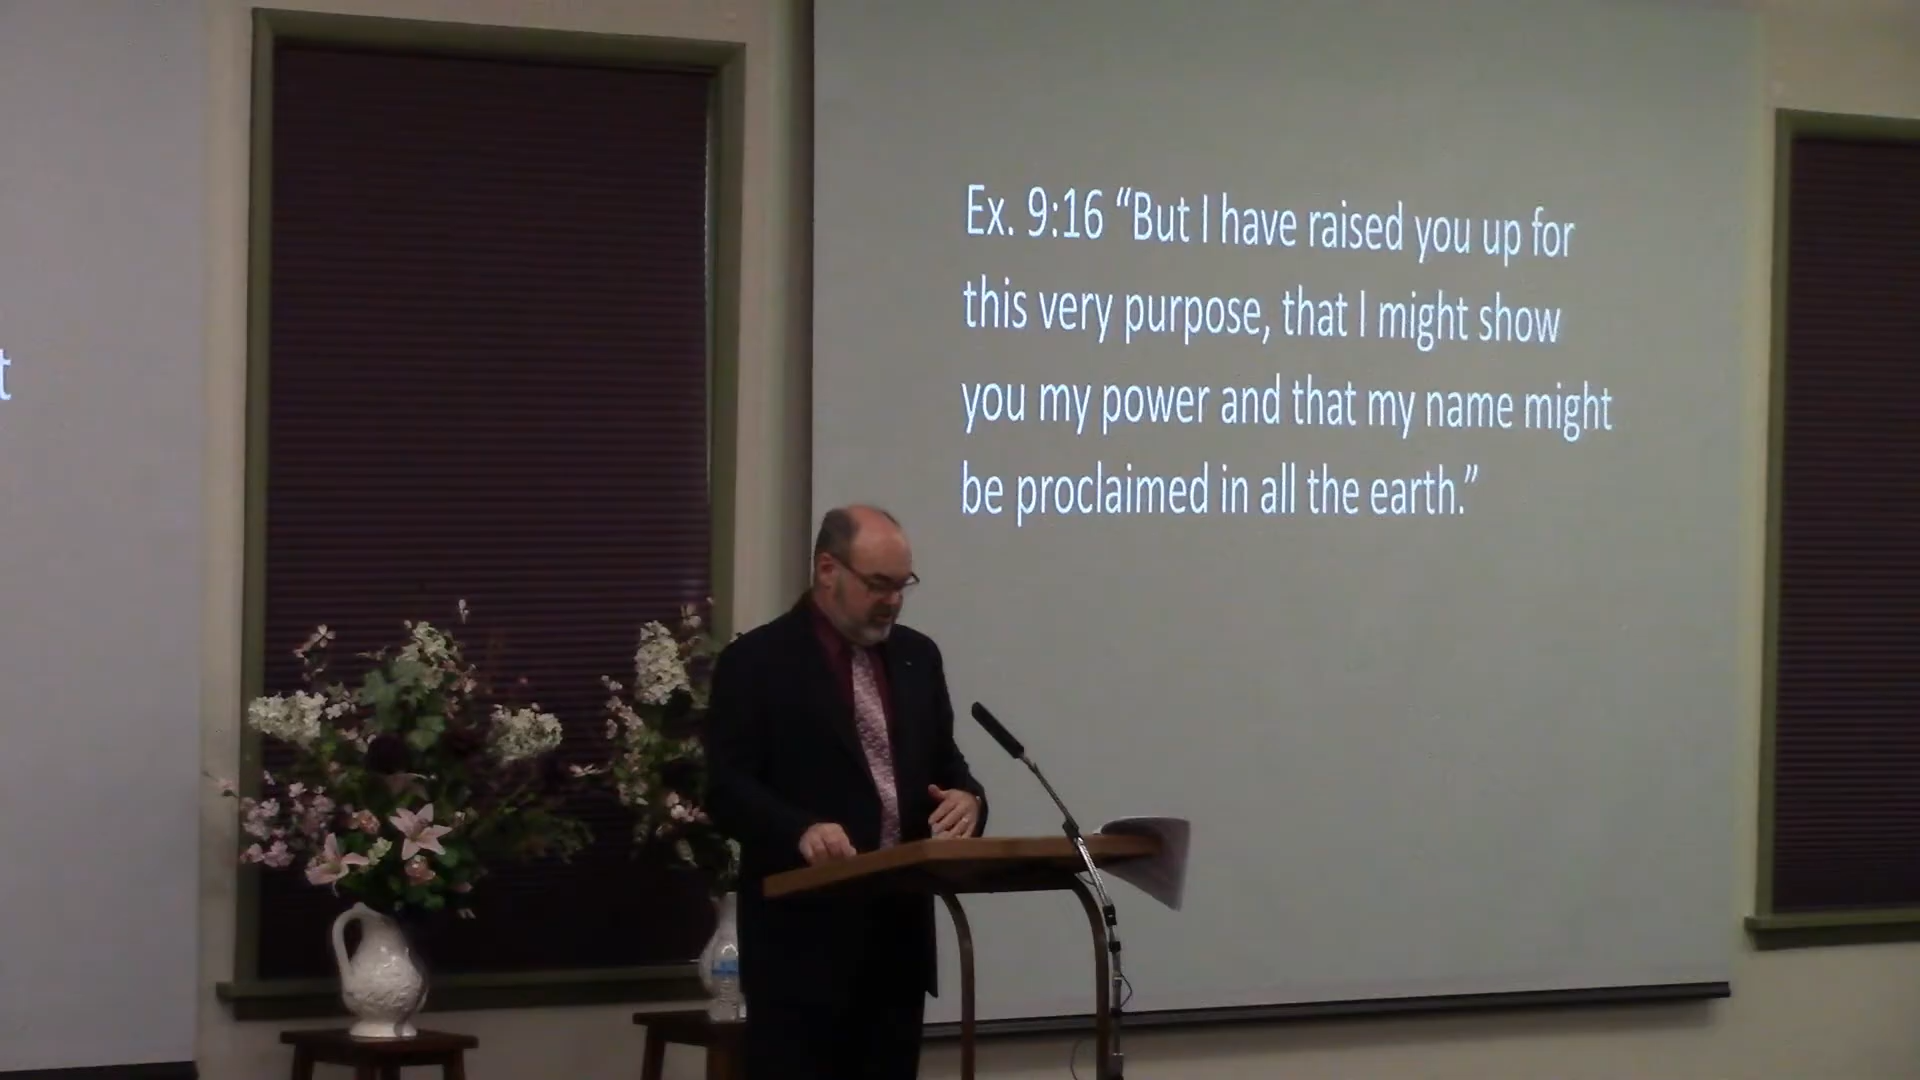 t
Ex. 9:16 “But I have raised you up for
this very purpose, that I might show
you my power and that my name might
be proclaimed in all the earth.”